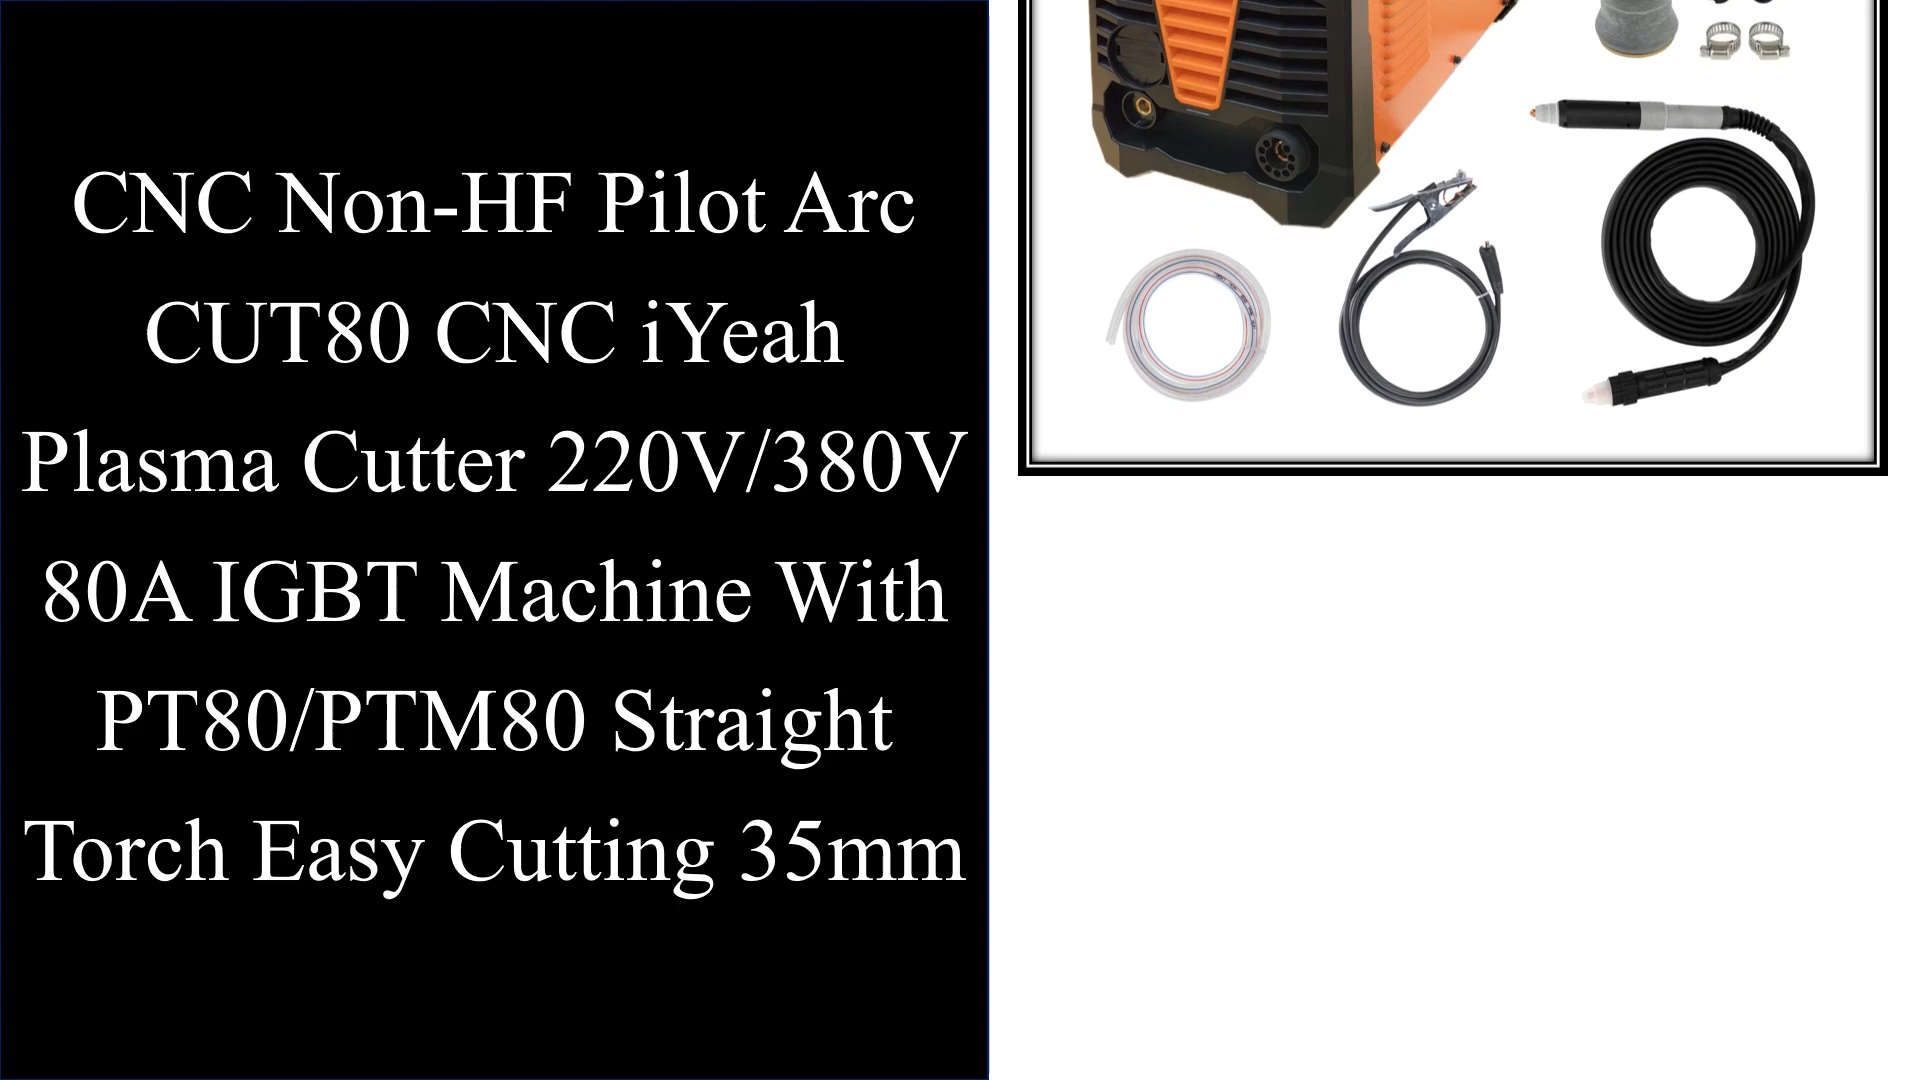 CNC Non-HF Pilot Arc
CUT80 CNC iYeah
Plasma Cutter 220V/380V
80A IGBT Machine With
PT80/PTM80 Straight
Torch Easy Cutting 35mm